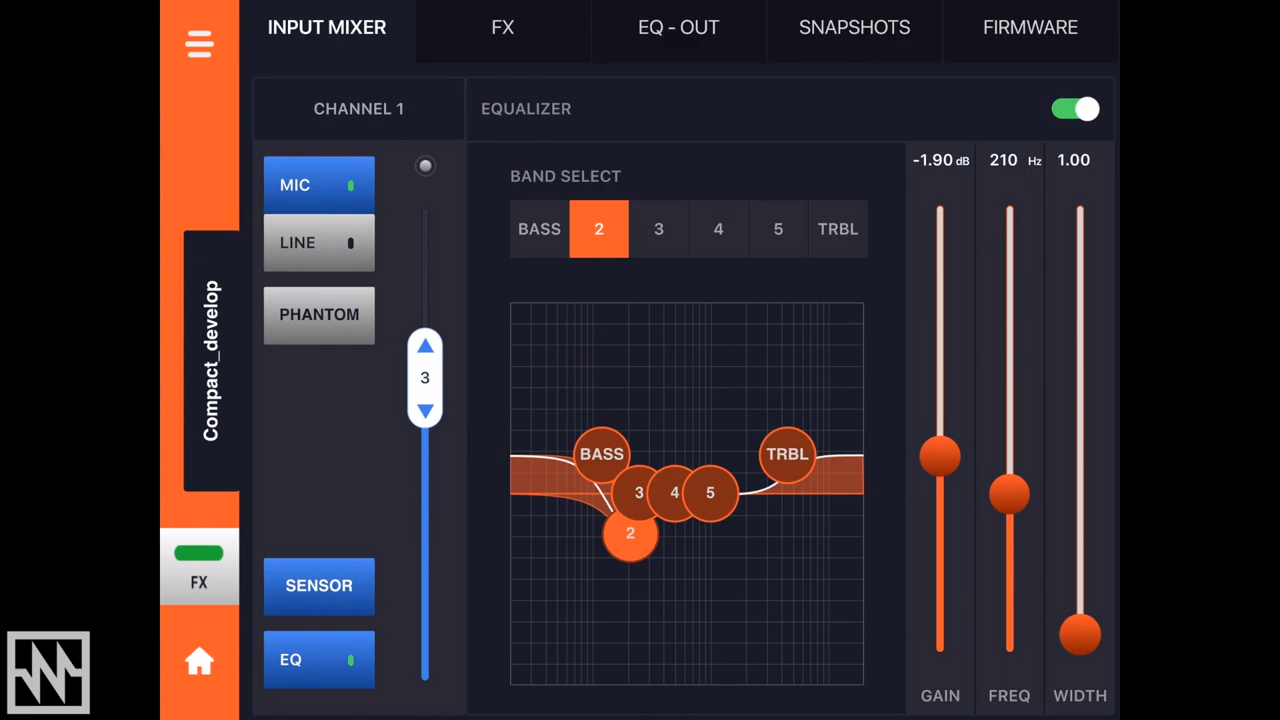 INPUT MIXER
FX
EQ - OUT
SNAPSHOTS
FIRMWARE
CHANNEL 1
EQUALIZER
MIC
LINE
PHANTOM
3
SENSOR
EQ
Compact_develop
FX
BAND SELECT
BASS 2 3 4 5 TRBL
BASS
TRBL
3
4
5
2
-1.90 dB
210 Hz
1.00
GAIN
FREQ
WIDTH